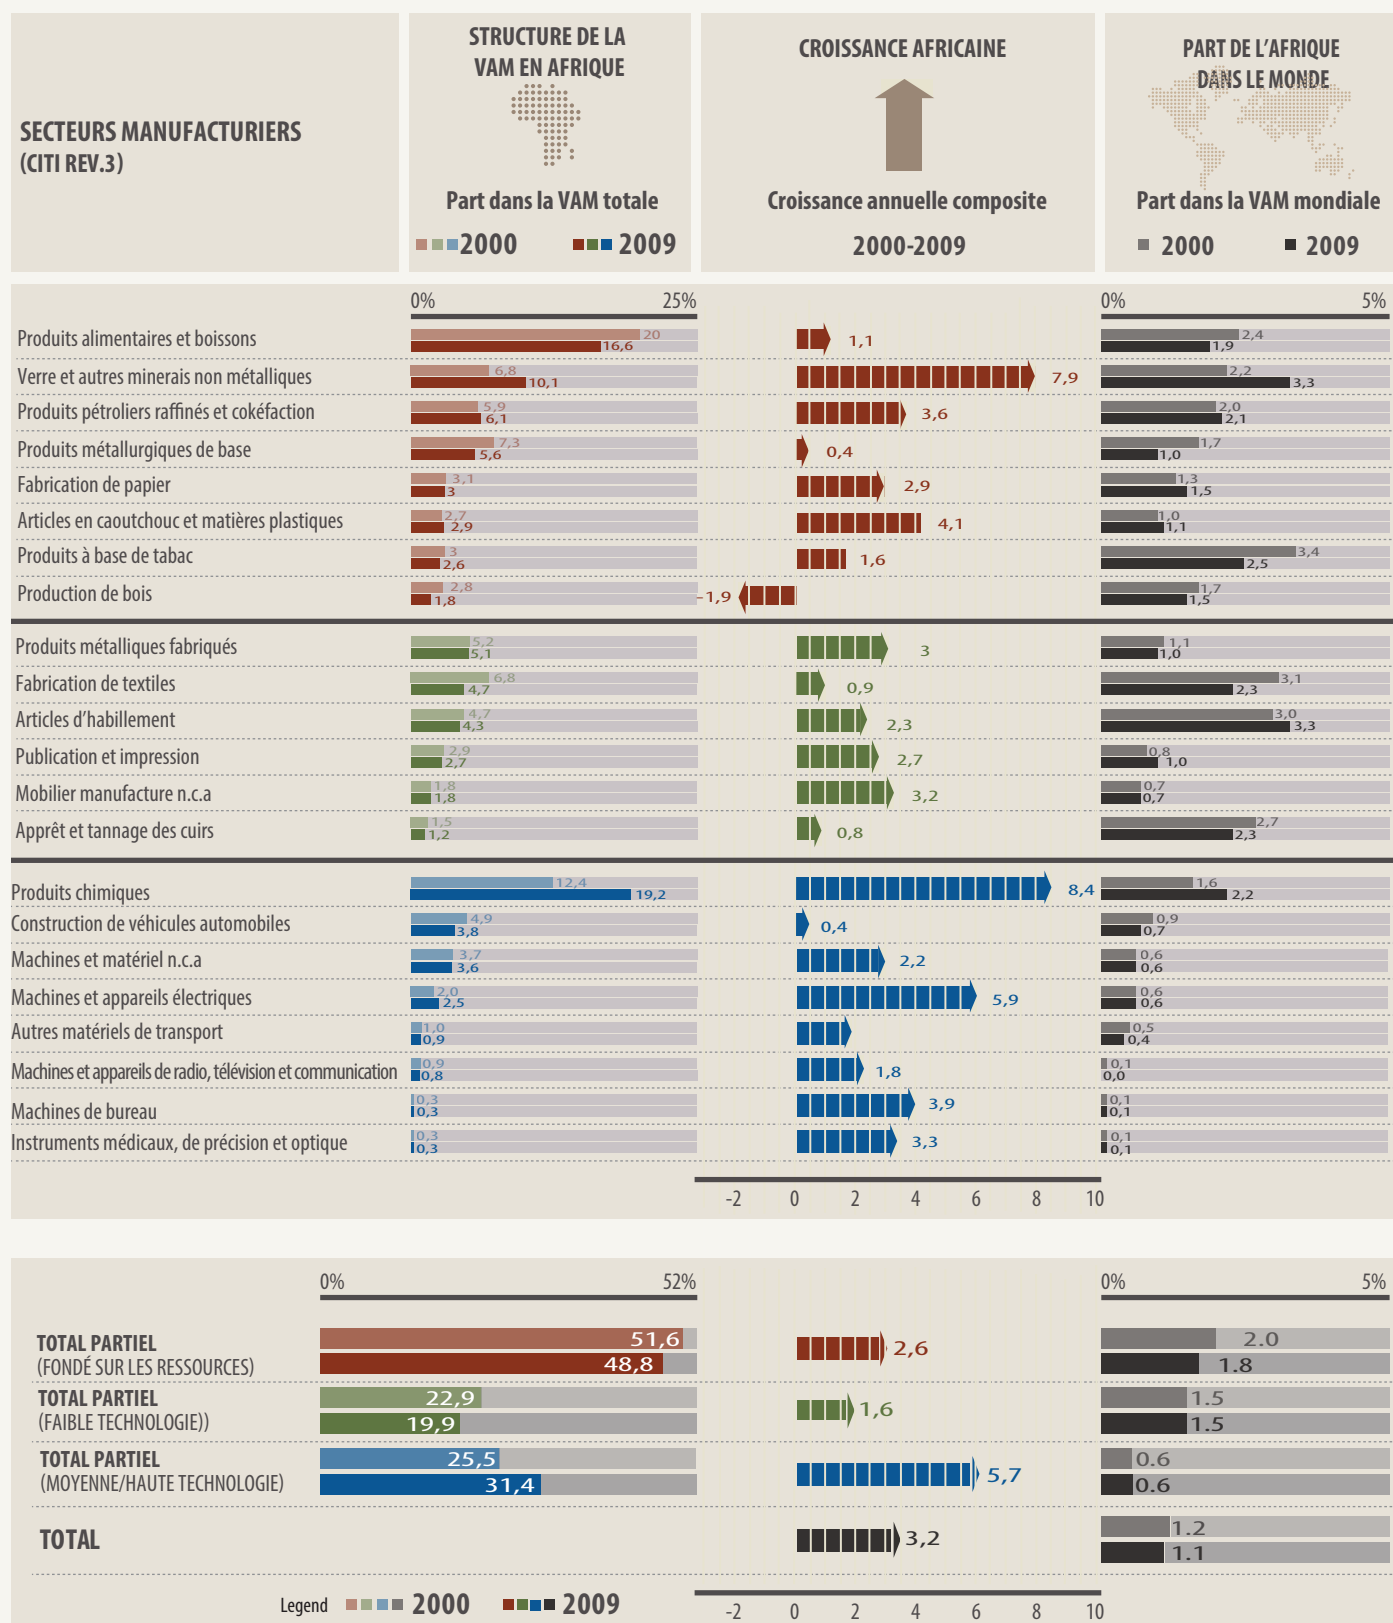 SECTEURS MANUFACTURIERS
(CITI REV.3)
STRUCTURE DE LA
VAM EN AFRIQUE
Part dans la VAM totale
2000 2009
CROISSANCE AFRICAINE
Croissance annuelle composite
2000-2009
PART DE L’AFRIQUE
DANS LE MONDE
Part dans la VAM mondiale
2000 2009
0% 25% 0% 5%
Produits alimentaires et boissons 20 16,6 1,1 2,4 1,9
Verre et autres minerais non métalliques 6,8 10,1 7,9 2,2 3,3
Produits pétroliers raffinés et cokéfaction 5,9 6,1 3,6 2,0 2,1
Produits métallurgiques de base 7,3 5,6 0,4 1,7 1,0
Fabrication de papier 3,1 3 2,9 1,3 1,5
Articles en caoutchouc et matières plastiques 2,7 2,9 4,1 1,0 1,1
Produits à base de tabac 3 2,6 1,6 3,4 2,5
Production de bois 2,8 1,8 -1,9 1,7 1,5
Produits métalliques fabriqués 5,2 5,1 3 1,1 1,0
Fabrication de textiles 6,8 4,7 0,9 3,1 2,3
Articles d’habillement 4,7 4,3 2,3 3,0 3,3
Publication et impression 2,9 2,7 2,7 0,8 1,0
Mobilier manufacture n.c.a 1,8 1,8 3,2 0,7 0,7
Apprêt et tannage des cuirs 1,5 1,2 0,8 2,7 2,3
Produits chimiques 12,4 19,2 8,4 1,6 2,2
Construction de véhicules automobiles 4,9 3,8 0,4 0,9 0,7
Machines et matériel n.c.a 3,7 3,6 2,2 0,6 0,6
Machines et appareils électriques 2,0 2,5 5,9 0,6 0,6
Autres matériels de transport 1,0 0,9 0,5 0,4
Machines et appareils de radio, télévision et communication 0,9 0,8 1,8 0,1 0,0
Machines de bureau 0,3 0,3 3,9 0,1 0,1
Instruments médicaux, de précision et optique 0,3 0,3 3,3 0,1 0,1
-2 0 2 4 6 8 10
0% 52% 0% 5%
TOTAL PARTIEL
(FONDÉ SUR LES RESSOURCES) 51,6 48,8 2,6 2.0 1.8
TOTAL PARTIEL
(FAIBLE TECHNOLOGIE)) 22,9 19,9 1,6 1.5 1.5
TOTAL PARTIEL
(MOYENNE/HAUTE TECHNOLOGIE) 25,5 31,4 5,7 0.6 0.6
TOTAL 3,2 1.2 1.1
Legend 2000 2009
-2 0 2 4 6 8 10